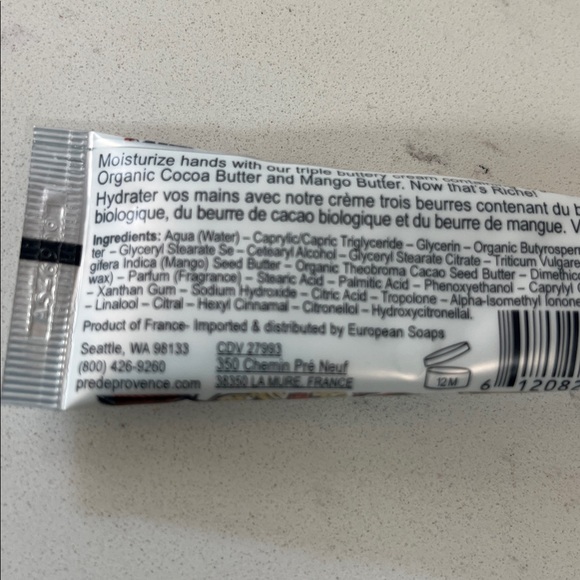 Moisturize hands with our triple buttery cream
Organic Cocoa Butter and Mango Butter. Now that's Riche!
Hydrater vos mains avec notre crème trois beurres contenant du b
biologique, du beurre de cacao biologique et du beurre de mangue. V
Ingredients: Aqua (Water) – Caprylic/Capric Triglyceride – Glycerin – Organic Butyrosper
ter – Glyceryl Stearate Se – Cetearyl Alcohol – Glyceryl Stearate Citrate – Triticum Vulgare
gifera Indica (Mango) Seed Butter – Organic Theobroma Cacao Seed Butter – Dimethic
wax) – Parfum (Fragrance) – Stearic Acid – Palmitic Acid – Phenoxyethanol – Caprylyl
– Xanthan Gum – Sodium Hydroxide – Citric Acid – Tropolone – Alpha-Isomethyl Ionone
- Linalool – Citral – Hexyl Cinnamal – Citronellol – Hydroxycitronellal.
Product of France- Imported & distributed by European Soaps
Seattle, WA 98133
(800) 426-9260
predeprovence.com
CDV 27993
350 Chemin Pré Neuf
38350 LA MURE, FRANCE
12M
6 12082